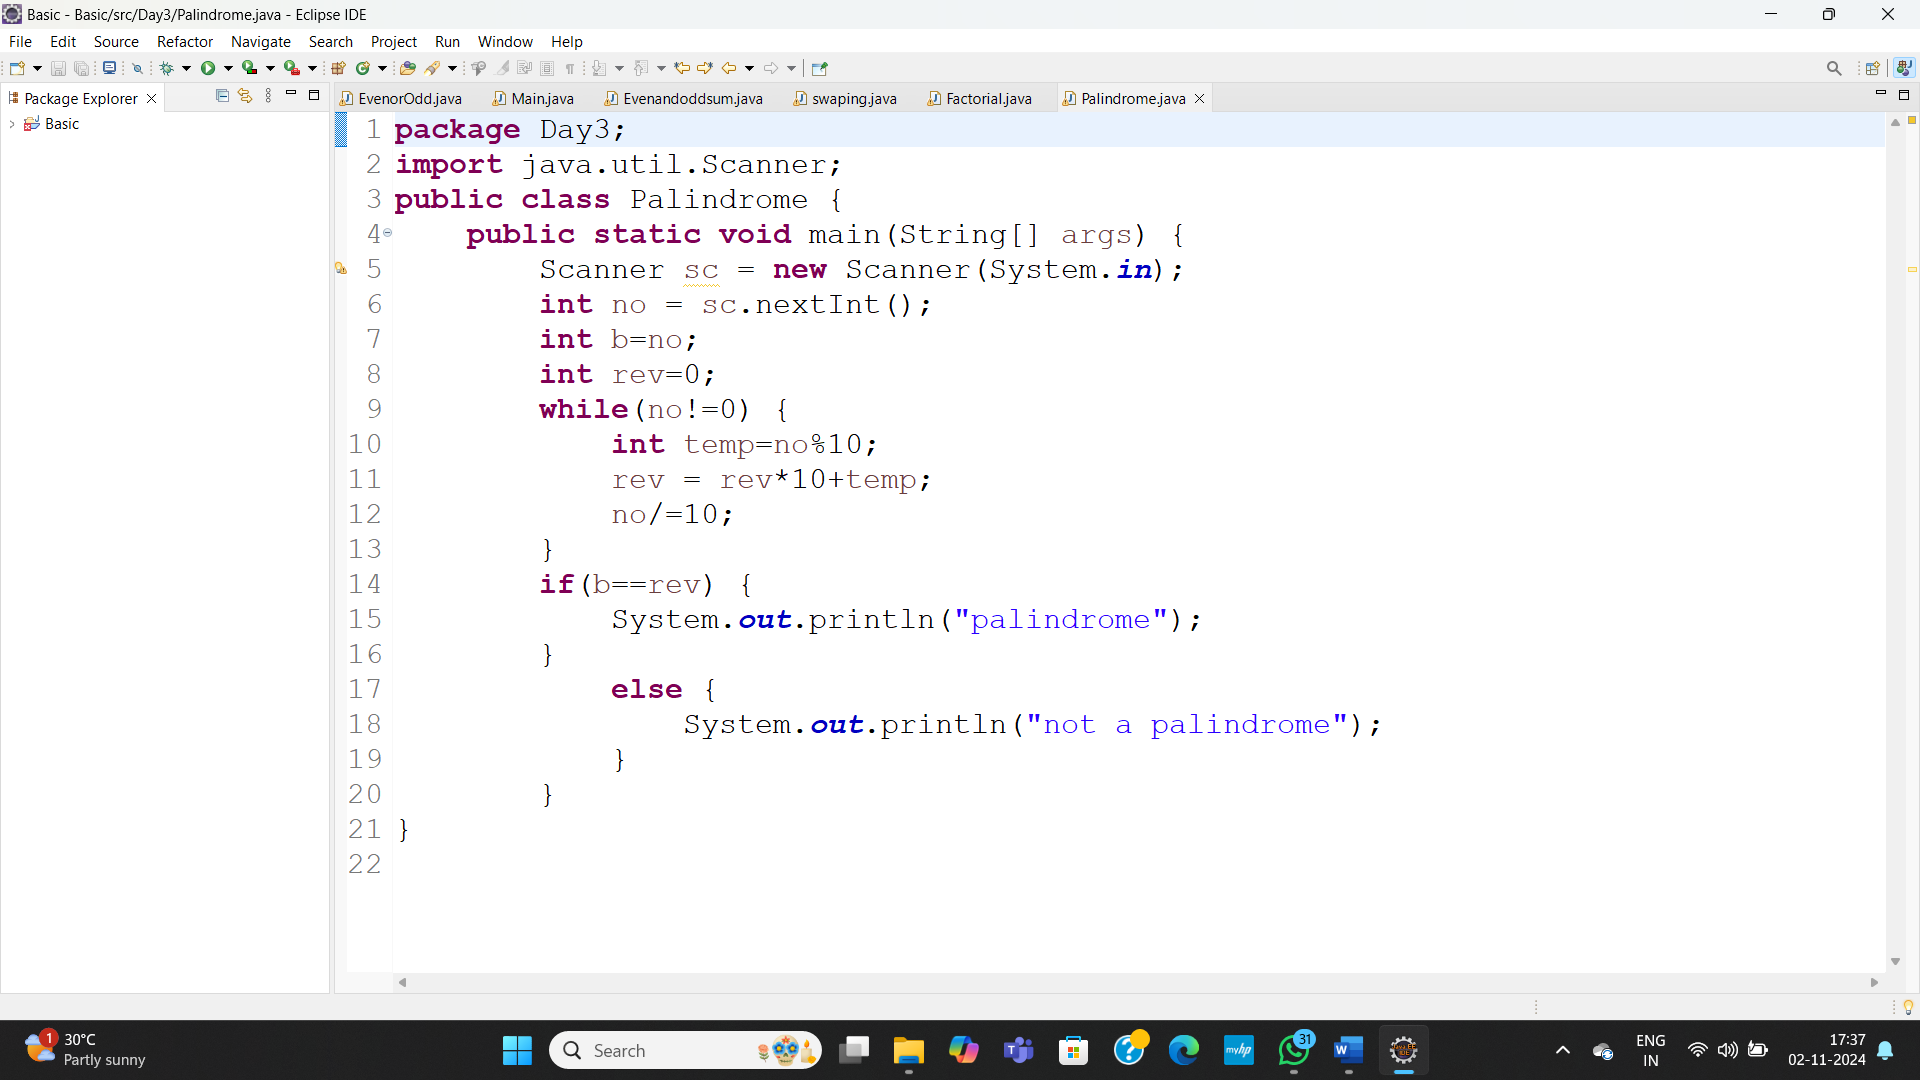 Basic - Basic/src/Day3/Palindrome.java - Eclipse IDE
File Edit Source Refactor Navigate Search Project Run Window Help
Package Explorer
EvenorOdd.java Main.java Evenandoddsum.java swaping.java Factorial.java Palindrome.java
Basic
1 package Day3;
2 import java.util.Scanner;
3 public class Palindrome {
4 public static void main(String[] args) {
5 Scanner sc = new Scanner(System.in);
6 int no = sc.nextInt();
7 int b=no;
8 int rev=0;
9 while(no!=0) {
10 int temp=no%10;
11 rev = rev*10+temp;
12 no/=10;
13 }
14 if(b==rev) {
15 System.out.println("palindrome");
16 }
17 else {
18 System.out.println("not a palindrome");
19 }
20 }
21 }
22
1
30°C
Partly sunny
Search
myhp
31
ENG
IN
17:37
02-11-2024